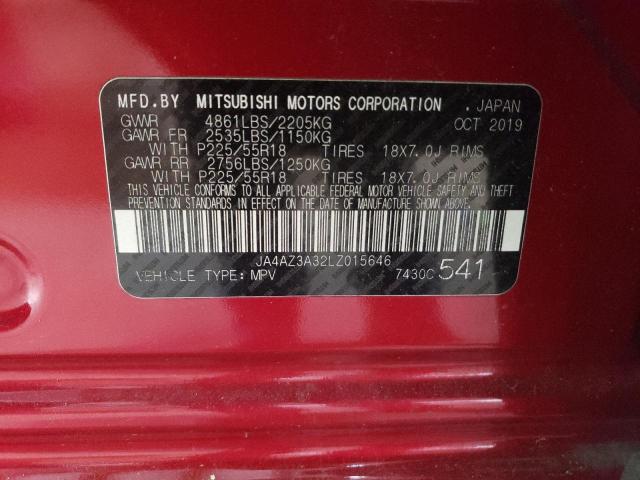 MFD.BY MITSUBISHI MOTORS CORPORATION . JAPAN
GVWR 4861LBS/2205KG OCT 2019
GAWR FR 2535LBS/1150KG
WITH P225/55R18 TIRES 18X7.0J RIMS
GAWR RR 2756LBS/1250KG
WITH P225/55R18 TIRES 18X7.0J RIMS
THIS VEHICLE CONFORMS TO ALL APPLICABLE FEDERAL MOTOR VEHICLE SAFETY AND THEFT
PREVENTION STANDARDS IN EFFECT ON THE DATE OF MANUFACTURE SHOWN ABOVE.
JA4AZ3A32LZ015646
VEHICLE TYPE: MPV 7430C 541